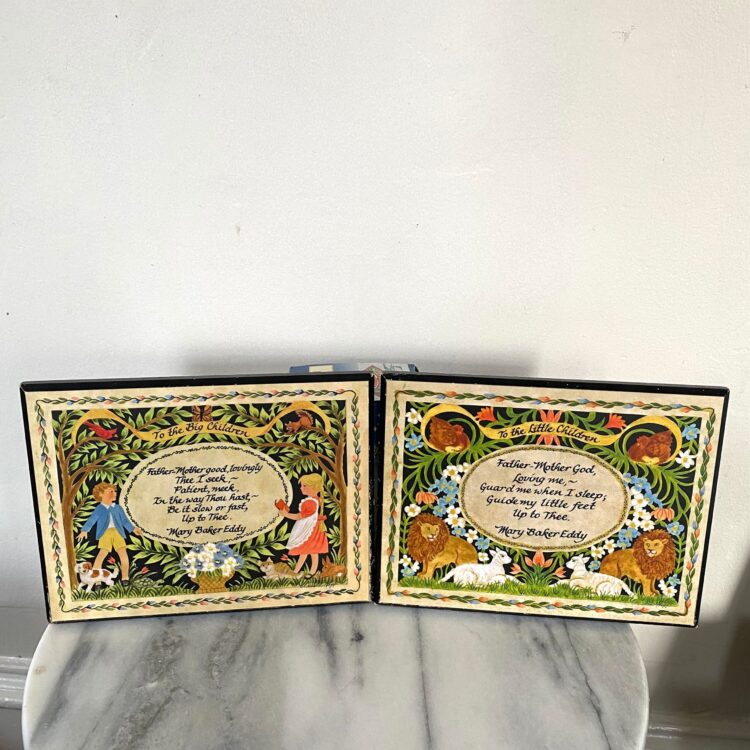 To the Big Children
Father-Mother good, lovingly
Thee I seek,~
Patient, meek,
In the way Thou hast,~
Be it slow or fast,
Up to Thee.
-Mary Baker Eddy
To the Little Children
Father-Mother God,
Loving me,~
Guard me when I sleep;
Guide my little feet
Up to Thee.
-Mary Baker Eddy